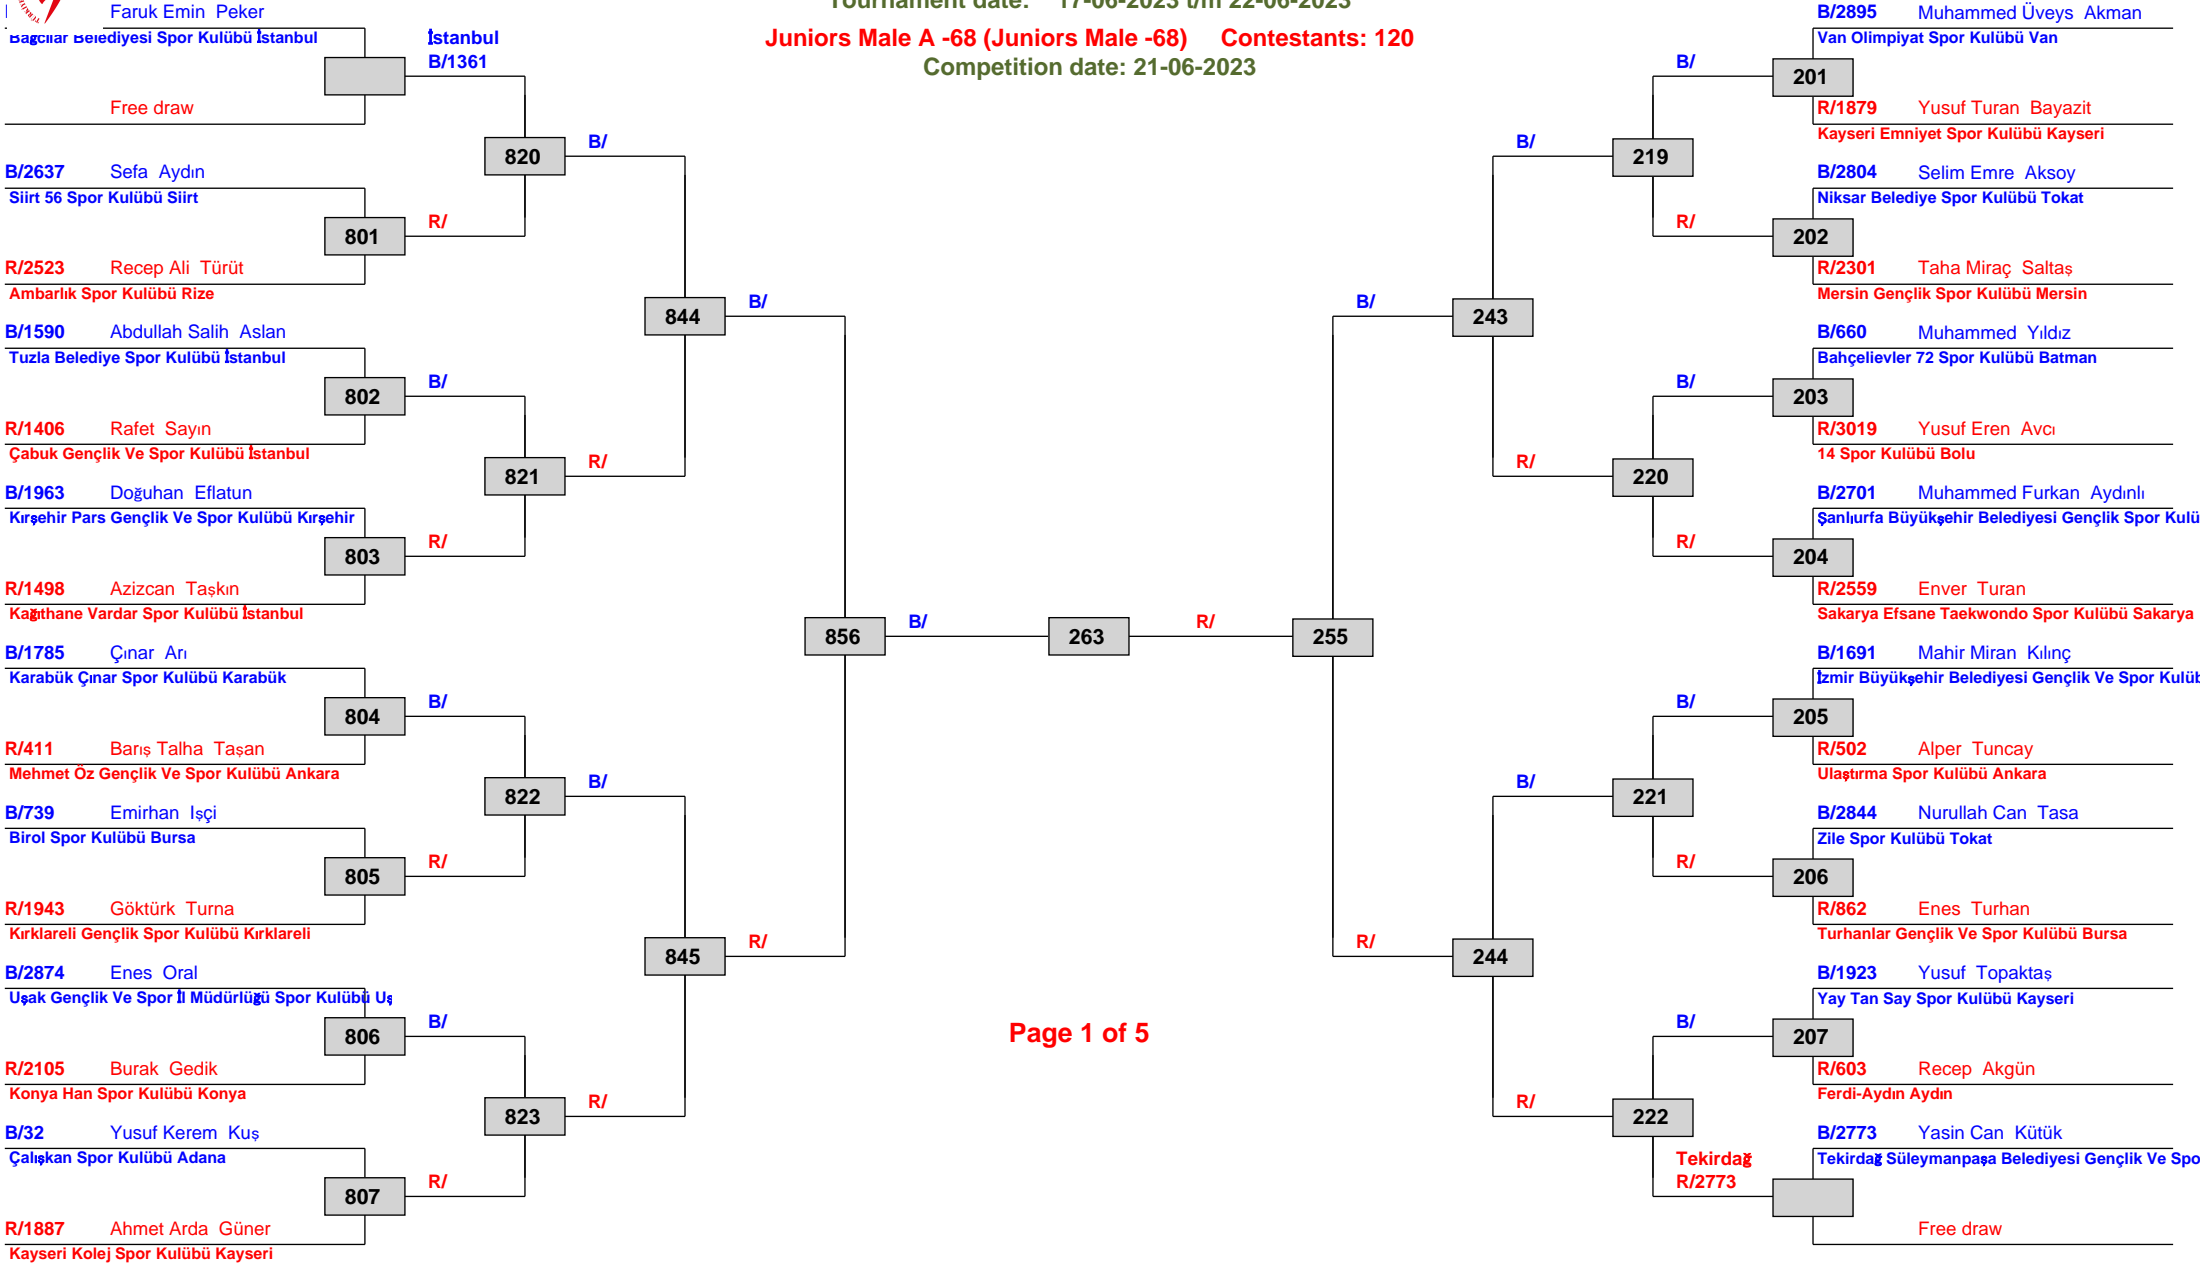 Tournament date: 17-06-2023 t/m 22-06-2023
Juniors Male A -68 (Juniors Male -68) Contestants: 120
Competition date: 21-06-2023
Faruk Emin Peker
Bağcılar Belediyesi Spor Kulübü İstanbul
Free draw
B/2637 Sefa Aydın
Siirt 56 Spor Kulübü Siirt
801
R/2523 Recep Ali Türüt
Ambarlık Spor Kulübü Rize
B/1590 Abdullah Salih Aslan
Tuzla Belediye Spor Kulübü İstanbul
802
R/1406 Rafet Sayın
Çabuk Gençlik Ve Spor Kulübü İstanbul
B/1963 Doğuhan Eflatun
Kırşehir Pars Gençlik Ve Spor Kulübü Kırşehir
803
R/1498 Azizcan Taşkın
Kağıthane Vardar Spor Kulübü İstanbul
B/1785 Çınar Arı
Karabük Çınar Spor Kulübü Karabük
804
R/411 Barış Talha Taşan
Mehmet Öz Gençlik Ve Spor Kulübü Ankara
B/739 Emirhan Işçi
Birol Spor Kulübü Bursa
805
R/1943 Göktürk Turna
Kırklareli Gençlik Spor Kulübü Kırklareli
B/2874 Enes Oral
Uşak Gençlik Ve Spor İl Müdürlüğü Spor Kulübü Uş
806
R/2105 Burak Gedik
Konya Han Spor Kulübü Konya
B/32 Yusuf Kerem Kuş
Çalışkan Spor Kulübü Adana
807
R/1887 Ahmet Arda Güner
Kayseri Kolej Spor Kulübü Kayseri
İstanbul
B/1361
820
R/
B/
821
R/
B/
822
R/
B/
823
R/
B/
844
R/
B/
845
R/
B/
856
R/
B/
263
R/
Page 1 of 5
255
B/
R/
243
B/
R/
244
B/
R/
219
B/
R/
220
B/
R/
221
B/
R/
222
B/
Tekirdağ
R/2773
B/2895 Muhammed Üveys Akman
Van Olimpiyat Spor Kulübü Van
201
R/1879 Yusuf Turan Bayazit
Kayseri Emniyet Spor Kulübü Kayseri
B/2804 Selim Emre Aksoy
Niksar Belediye Spor Kulübü Tokat
202
R/2301 Taha Miraç Saltaş
Mersin Gençlik Spor Kulübü Mersin
B/660 Muhammed Yıldız
Bahçelievler 72 Spor Kulübü Batman
203
R/3019 Yusuf Eren Avcı
14 Spor Kulübü Bolu
B/2701 Muhammed Furkan Aydınlı
Şanlıurfa Büyükşehir Belediyesi Gençlik Spor Kulü
204
R/2559 Enver Turan
Sakarya Efsane Taekwondo Spor Kulübü Sakarya
B/1691 Mahir Miran Kılınç
İzmir Büyükşehir Belediyesi Gençlik Ve Spor Kulüb
205
R/502 Alper Tuncay
Ulaştırma Spor Kulübü Ankara
B/2844 Nurullah Can Tasa
Zile Spor Kulübü Tokat
206
R/862 Enes Turhan
Turhanlar Gençlik Ve Spor Kulübü Bursa
B/1923 Yusuf Topaktaş
Yay Tan Say Spor Kulübü Kayseri
207
R/603 Recep Akgün
Ferdi-Aydın Aydın
B/2773 Yasin Can Kütük
Tekirdağ Süleymanpaşa Belediyesi Gençlik Ve Spo
Free draw